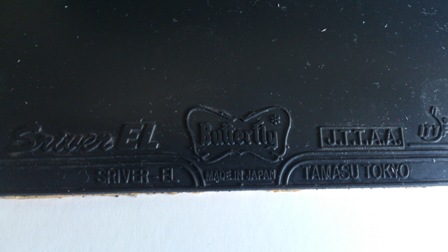 Sriver EL Butterfly J.T.T.A.A.
SRIVER-EL MADE IN JAPAN TAMASU TOKYO